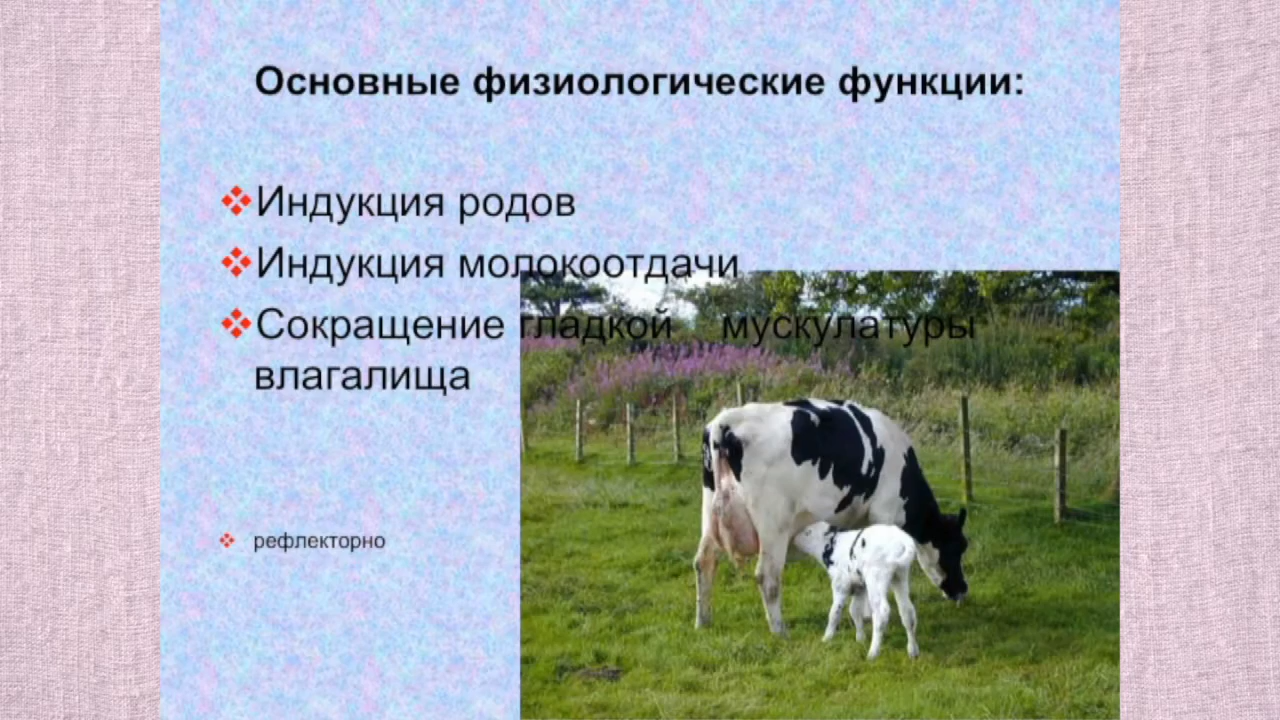 Основные физиологические функции:
Индукция родов
Индукция молокоотдачи
Сокращение гладкой мускулатуры
влагалища
рефлекторно